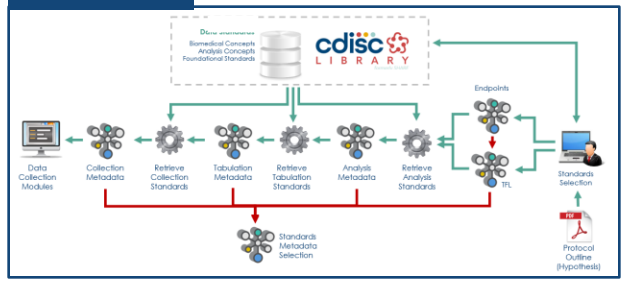 Data Standards
Biomedical Concepts
Analysis Concepts
Foundational Standards
cdisc
LIBRARY
Endpoints
TFL
Data
Collection
Modules
Collection
Metadata
Retrieve
Collection
Standards
Tabulation
Metadata
Retrieve
Tabulation
Standards
Analysis
Metadata
Retrieve
Analysis
Standards
Standards
Selection
Standards
Metadata
Selection
PDF
Protocol
Outline
(Hypothesis)